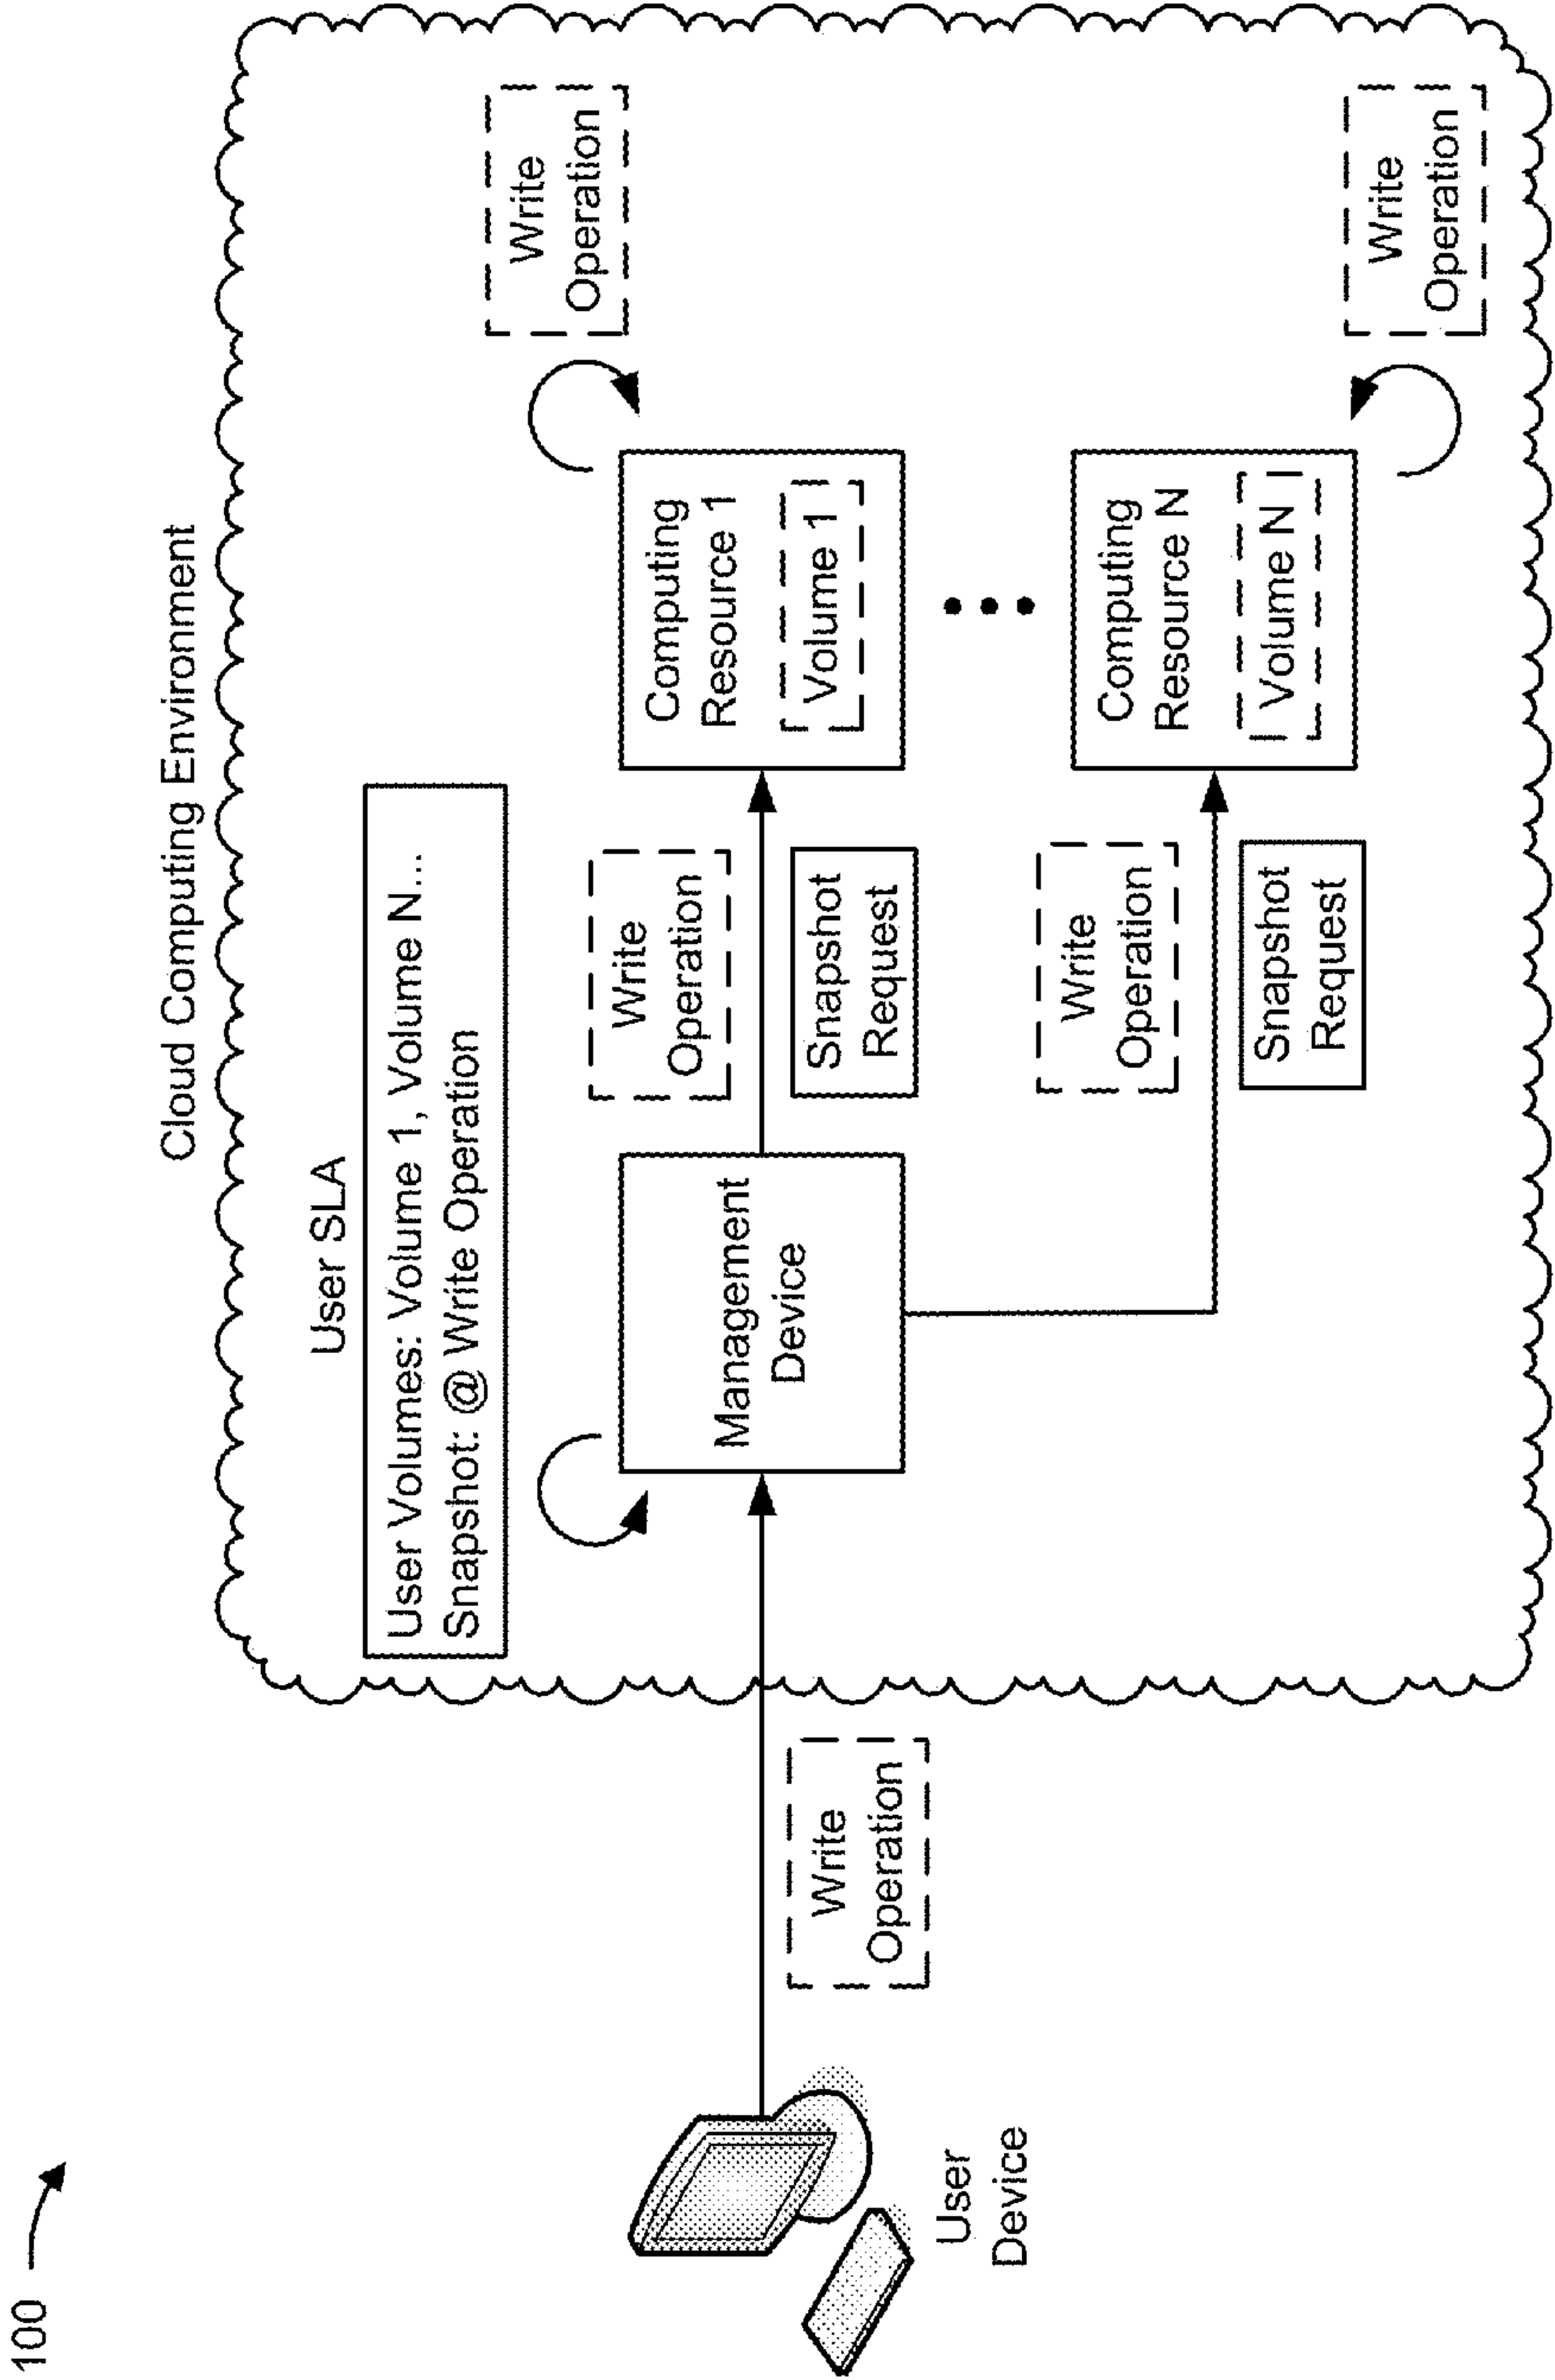 100
Cloud Computing Environment
User SLA
User Volumes: Volume 1, Volume N...
Snapshot: @ Write Operation
User
Device
Write
Operation
Management
Device
Write
Operation
Snapshot
Request
Computing
Resource 1
Volume 1
Write
Operation
Write
Operation
Snapshot
Request
Computing
Resource N
Volume N
Write
Operation